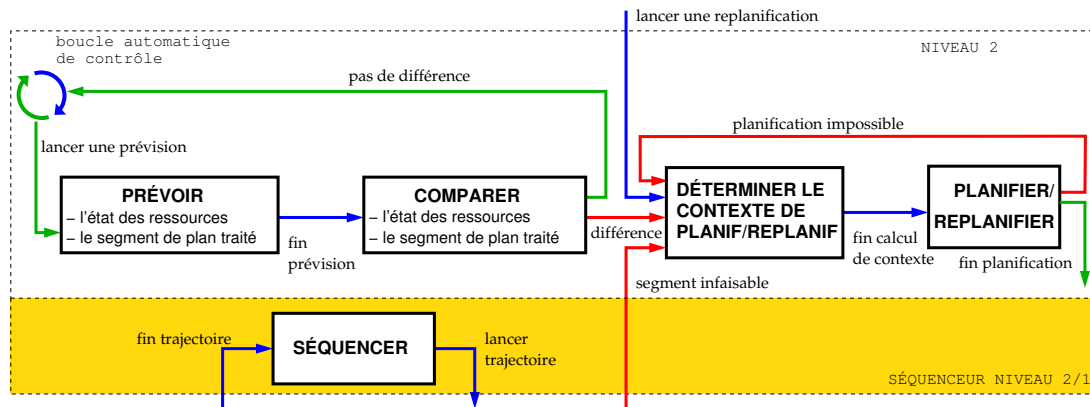 lancer une replanification
boucle automatique
de contrôle
NIVEAU 2
pas de différence
planification impossible
lancer une prévision
PRÉVOIR
– l'état des ressources
– le segment de plan traité
fin
prévision
COMPARER
– l'état des ressources
– le segment de plan traité
différence
DÉTERMINER LE
CONTEXTE DE
PLANIF/REPLANIF
fin calcul
de contexte
PLANIFIER/
REPLANIFIER
fin planification
segment infaisable
fin trajectoire
SÉQUENCER
lancer
trajectoire
SÉQUENCEUR NIVEAU 2/1